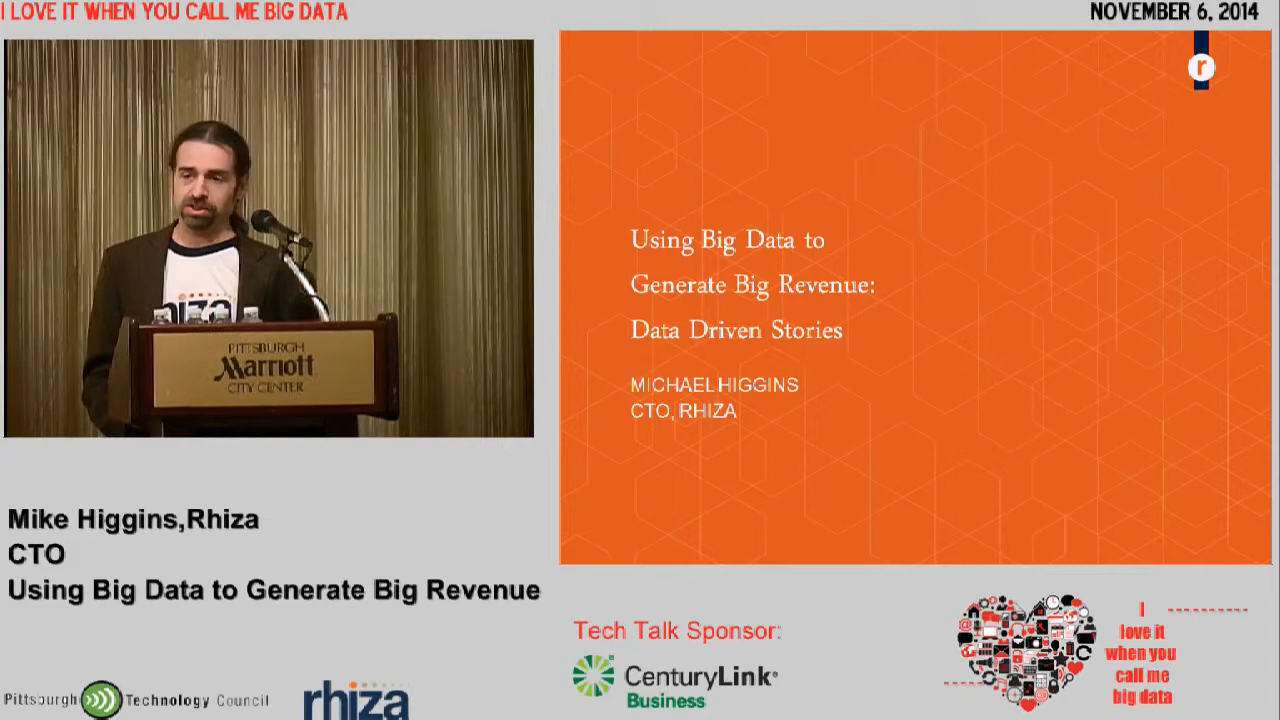 I LOVE IT WHEN YOU CALL ME BIG DATA
NOVEMBER 6, 2014
r
PITTSBURGH
Marriott
CITY CENTER
Using Big Data to
Generate Big Revenue:
Data Driven Stories
MICHAEL HIGGINS
CTO, RHIZA
Mike Higgins,Rhiza
CTO
Using Big Data to Generate Big Revenue
Tech Talk Sponsor:
CenturyLink®
Business
I
love it
when you
call me
big data
Pittsburgh Technology Council
rhiza